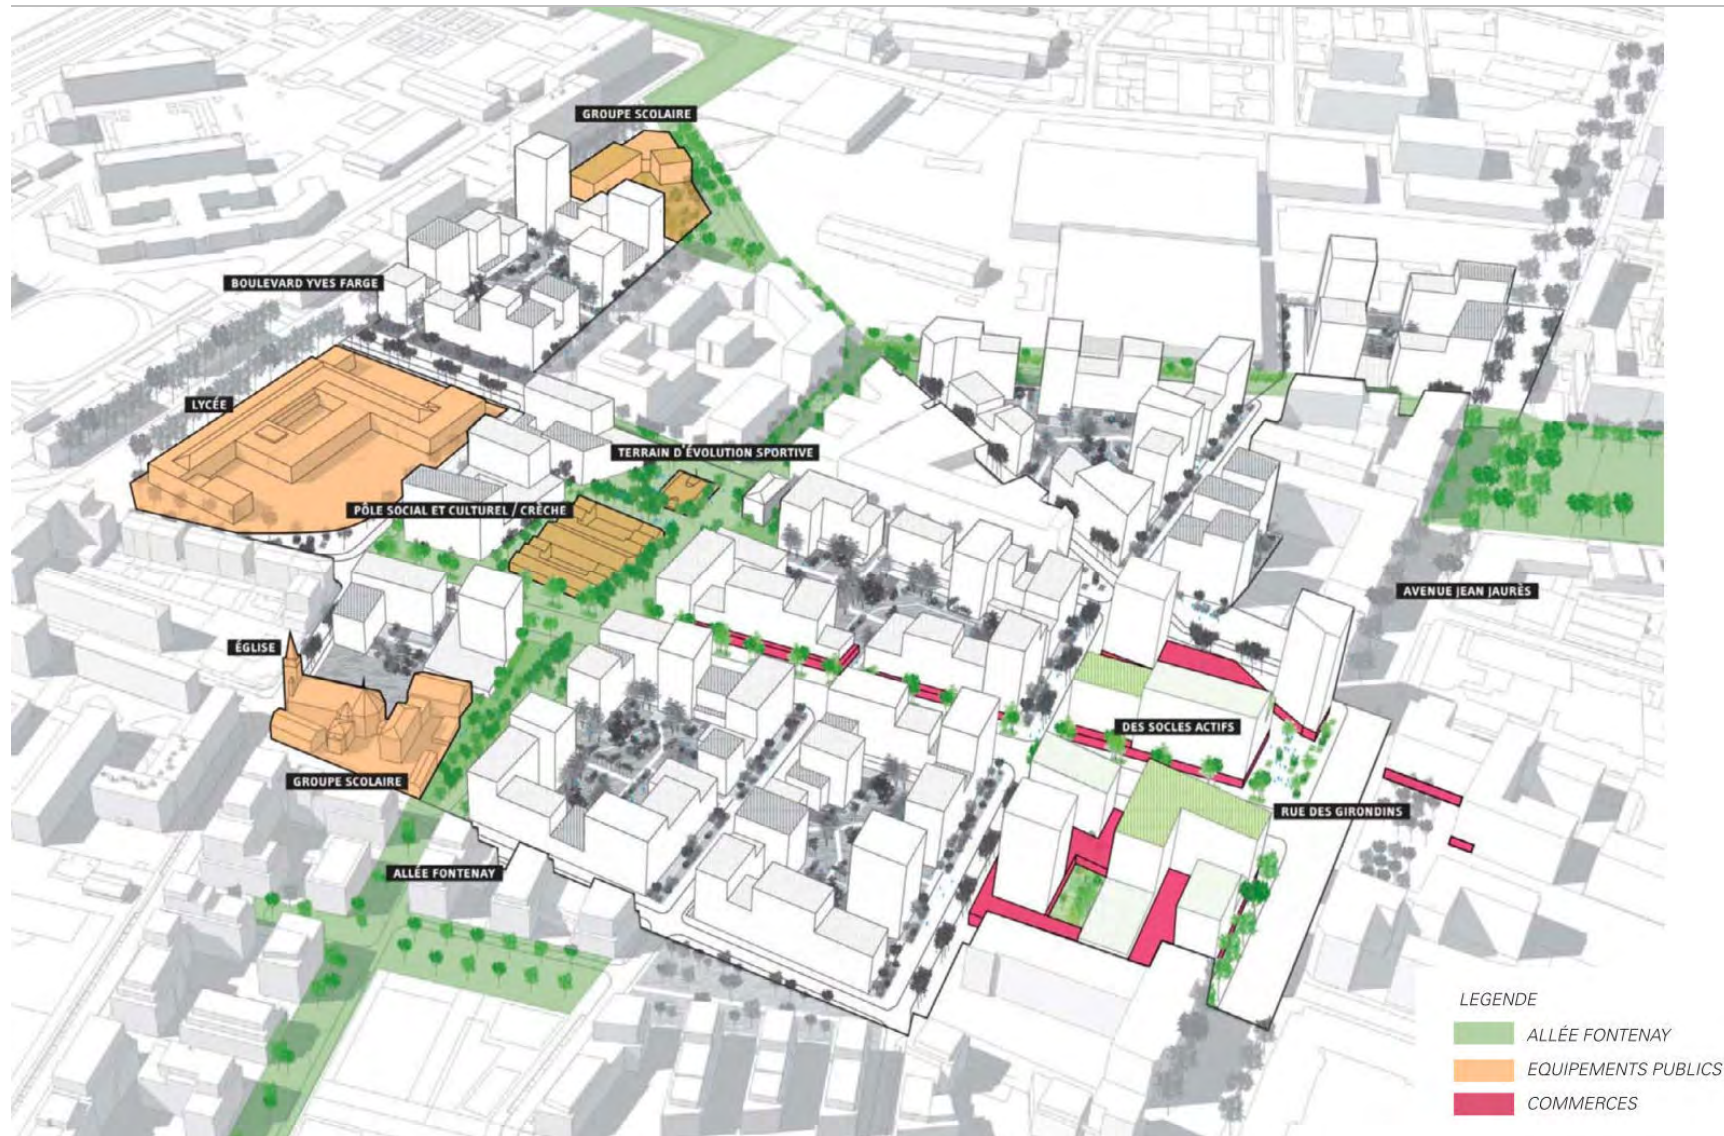 GROUPE SCOLAIRE
BOULEVARD YVES FARGE
LYCÉE
TERRAIN D'ÉVOLUTION SPORTIVE
PÔLE SOCIAL ET CULTUREL / CRÈCHE
AVENUE JEAN JAURÈS
ÉGLISE
DES SOCLES ACTIFS
GROUPE SCOLAIRE
RUE DES GIRONDINS
ALLÉE FONTENAY
LEGENDE
ALLÉE FONTENAY
EQUIPEMENTS PUBLICS
COMMERCES